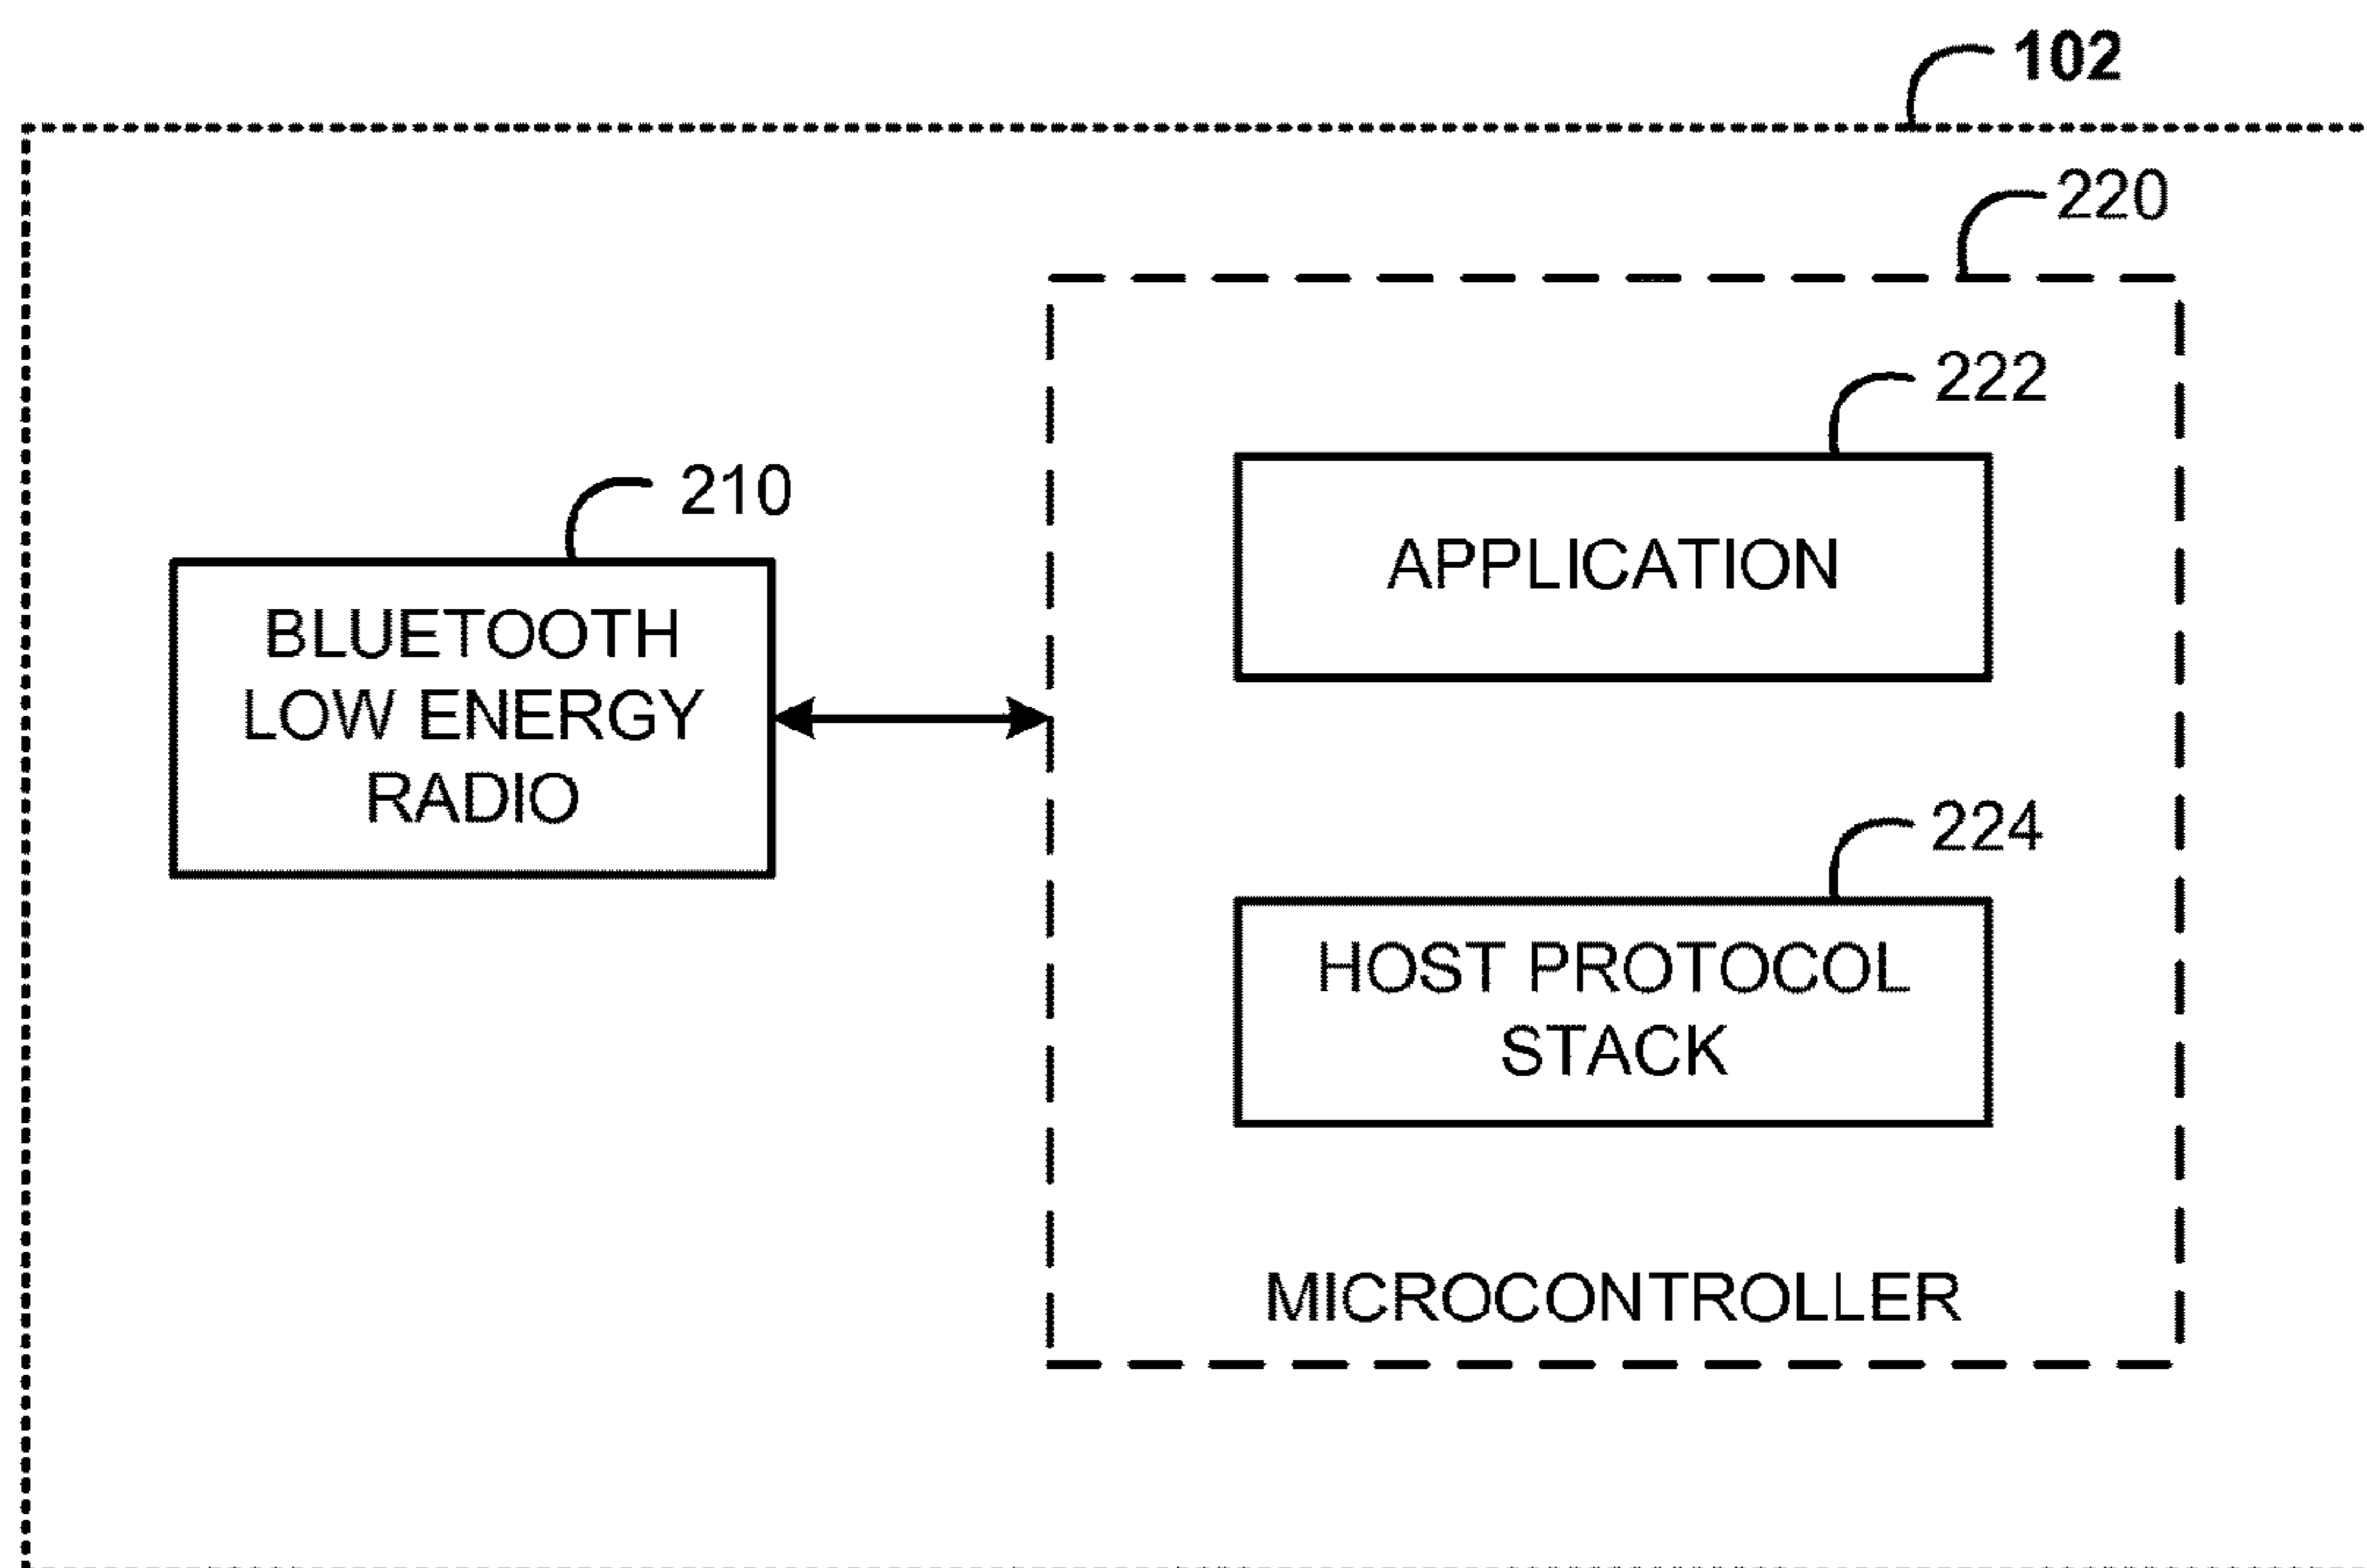 102
220
222
APPLICATION
210
BLUETOOTH
LOW ENERGY
RADIO
224
HOST PROTOCOL
STACK
MICROCONTROLLER